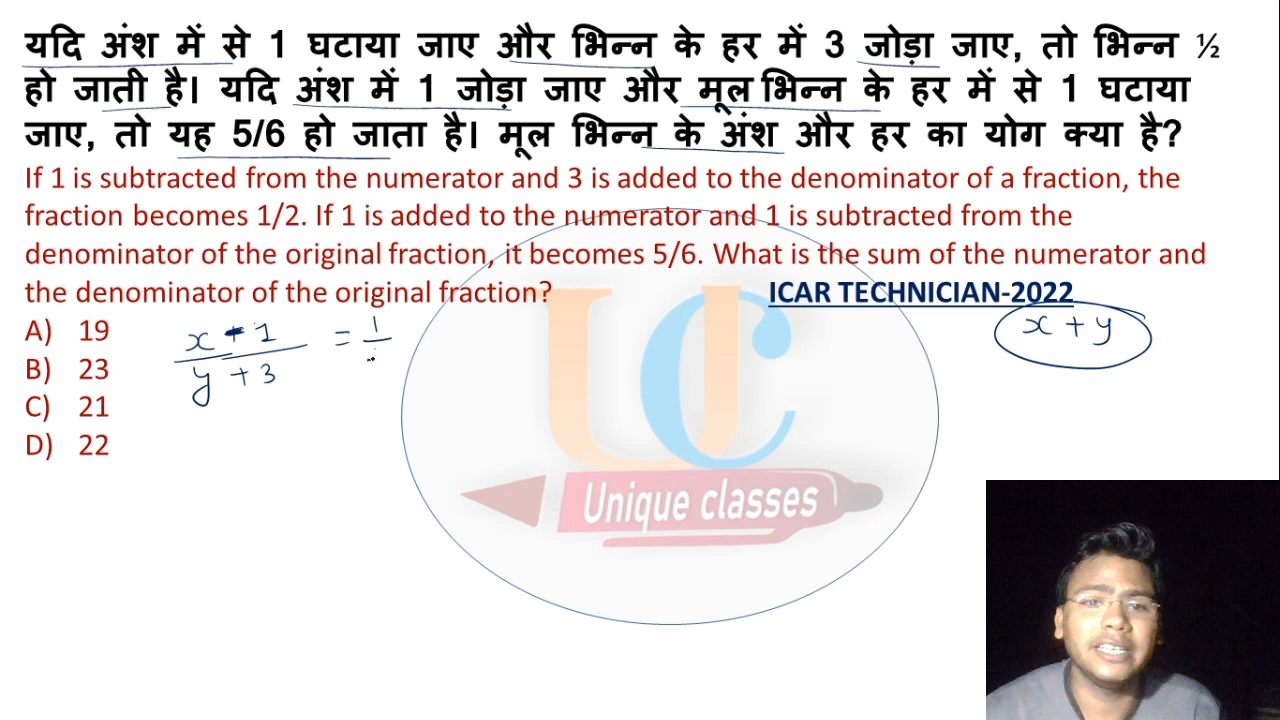 यदि अंश में से 1 घटाया जाए और भिन्न के हर में 3 जोड़ा जाए, तो भिन्न ½
हो जाती है। यदि अंश में 1 जोड़ा जाए और मूल भिन्न के हर में से 1 घटाया
जाए, तो यह 5/6 हो जाता है। मूल भिन्न के अंश और हर का योग क्या है?
If 1 is subtracted from the numerator and 3 is added to the denominator of a fraction, the
fraction becomes 1/2. If 1 is added to the numerator and 1 is subtracted from the
denominator of the original fraction, it becomes 5/6. What is the sum of the numerator and
the denominator of the original fraction? ICAR TECHNICIAN-2022
A) 19
B) 23
C) 21
D) 22
x - 1 = 1
y + 3
x + y
UC
Unique classes